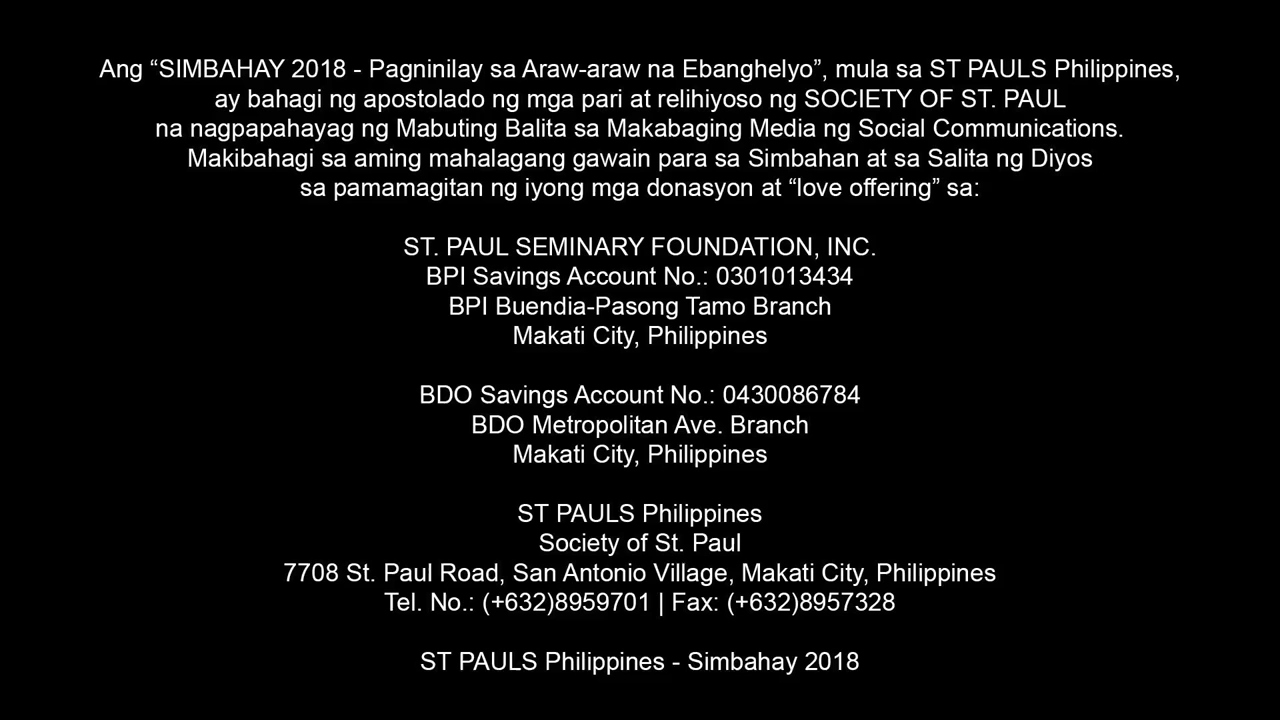 Ang “SIMBAHAY 2018 - Pagninilay sa Araw-araw na Ebanghelyo”, mula sa ST PAULS Philippines,
ay bahagi ng apostolado ng mga pari at relihiyoso ng SOCIETY OF ST. PAUL
na nagpapahayag ng Mabuting Balita sa Makabaging Media ng Social Communications.
Makibahagi sa aming mahalagang gawain para sa Simbahan at sa Salita ng Diyos
sa pamamagitan ng iyong mga donasyon at “love offering” sa:
ST. PAUL SEMINARY FOUNDATION, INC.
BPI Savings Account No.: 0301013434
BPI Buendia-Pasong Tamo Branch
Makati City, Philippines
BDO Savings Account No.: 0430086784
BDO Metropolitan Ave. Branch
Makati City, Philippines
ST PAULS Philippines
Society of St. Paul
7708 St. Paul Road, San Antonio Village, Makati City, Philippines
Tel. No.: (+632)8959701 | Fax: (+632)8957328
ST PAULS Philippines - Simbahay 2018